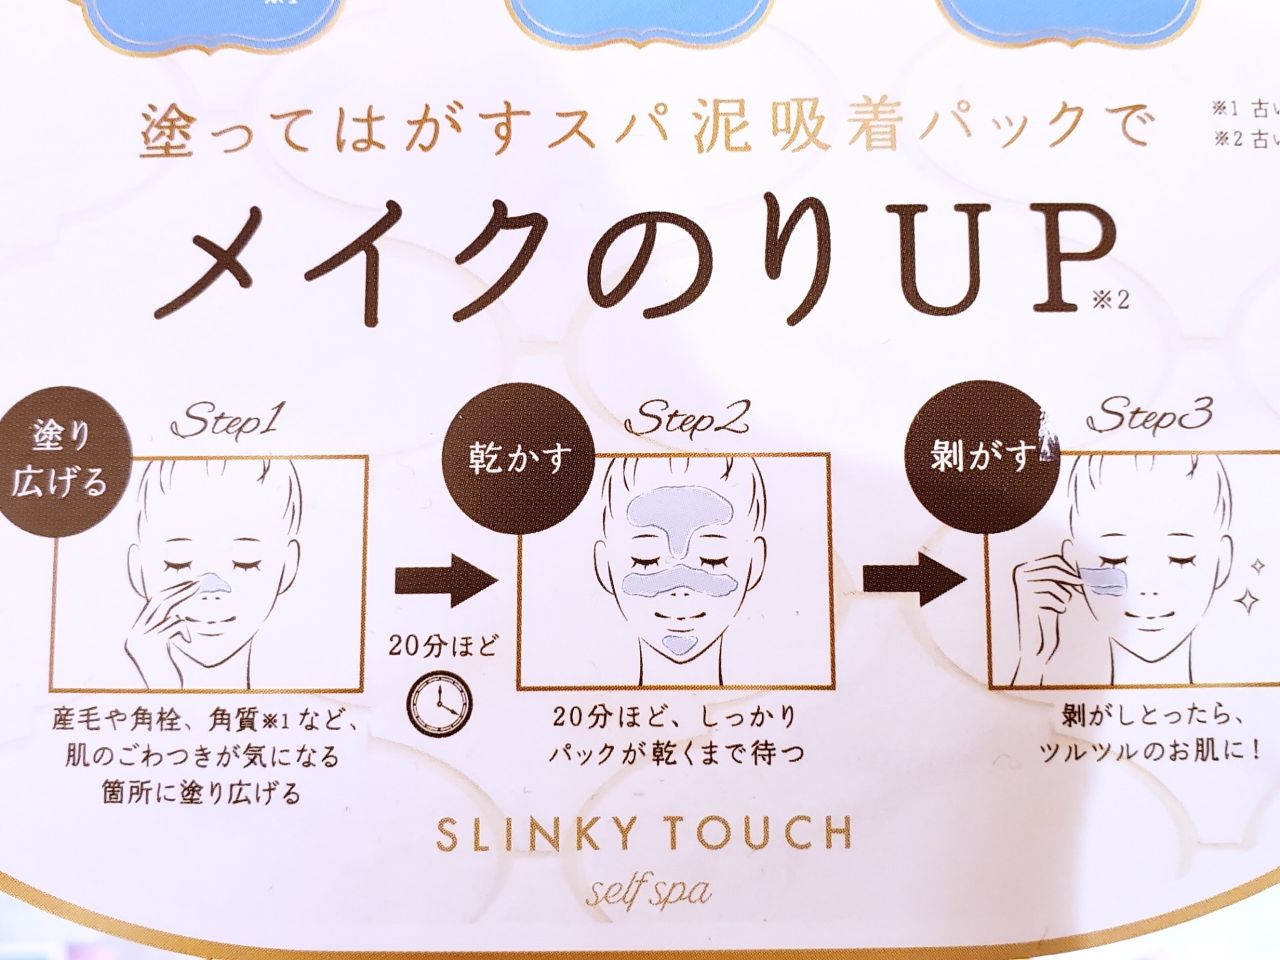 ※1
塗ってはがすスパ泥吸着パックで
※1 古い
※2 古い
メイクのりUP※2
塗り
広げる
Step1
産毛や角栓、角質※1など、
肌のごわつきが気になる
箇所に塗り広げる
20分ほど
乾かす
Step2
20分ほど、しっかり
パックが乾くまで待つ
剝がす
Step3
剝がしとったら、
ツルツルのお肌に!
SLINKY TOUCH
self spa